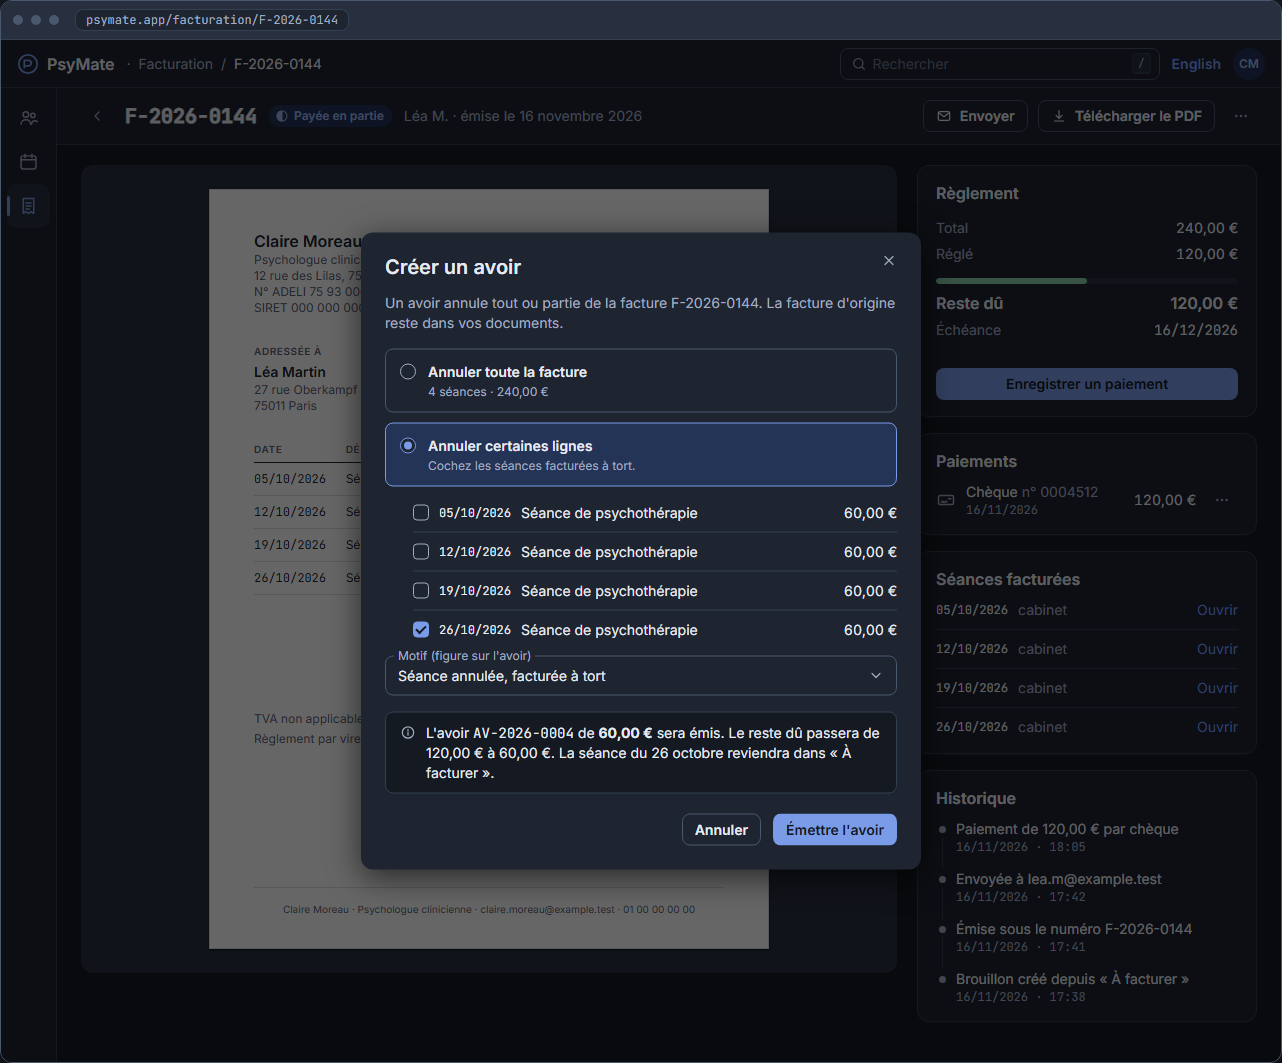 psymate.app/facturation/F-2026-0144
PsyMate · Facturation / F-2026-0144
Rechercher /
English
CM
F-2026-0144
Payée en partie
Léa M. · émise le 16 novembre 2026
Envoyer
Télécharger le PDF
Claire Moreau
Psychologue clinic
12 rue des Lilas, 75
N° ADELI 75 93 00
SIRET 000 000 000
ADRESSÉE À
Léa Martin
27 rue Oberkampf
75011 Paris
DATE DÉ
05/10/2026 Sé
12/10/2026 Sé
19/10/2026 Sé
26/10/2026 Sé
TVA non applicable
Règlement par vire
Claire Moreau · Psychologue clinicienne · claire.moreau@example.test · 01 00 00 00 00
Créer un avoir
Un avoir annule tout ou partie de la facture F-2026-0144. La facture d'origine
reste dans vos documents.
Annuler toute la facture
4 séances · 240,00 €
Annuler certaines lignes
Cochez les séances facturées à tort.
05/10/2026 Séance de psychothérapie 60,00 €
12/10/2026 Séance de psychothérapie 60,00 €
19/10/2026 Séance de psychothérapie 60,00 €
26/10/2026 Séance de psychothérapie 60,00 €
Motif (figure sur l'avoir)
Séance annulée, facturée à tort
L'avoir AV-2026-0004 de 60,00 € sera émis. Le reste dû passera de
120,00 € à 60,00 €. La séance du 26 octobre reviendra dans « À
facturer ».
Annuler
Émettre l'avoir
Règlement
Total 240,00 €
Réglé 120,00 €
Reste dû 120,00 €
Échéance 16/12/2026
Enregistrer un paiement
Paiements
Chèque n° 0004512
16/11/2026
120,00 €
Séances facturées
05/10/2026 cabinet Ouvrir
12/10/2026 cabinet Ouvrir
19/10/2026 cabinet Ouvrir
26/10/2026 cabinet Ouvrir
Historique
Paiement de 120,00 € par chèque
16/11/2026 · 18:05
Envoyée à lea.m@example.test
16/11/2026 · 17:42
Émise sous le numéro F-2026-0144
16/11/2026 · 17:41
Brouillon créé depuis « À facturer »
16/11/2026 · 17:38